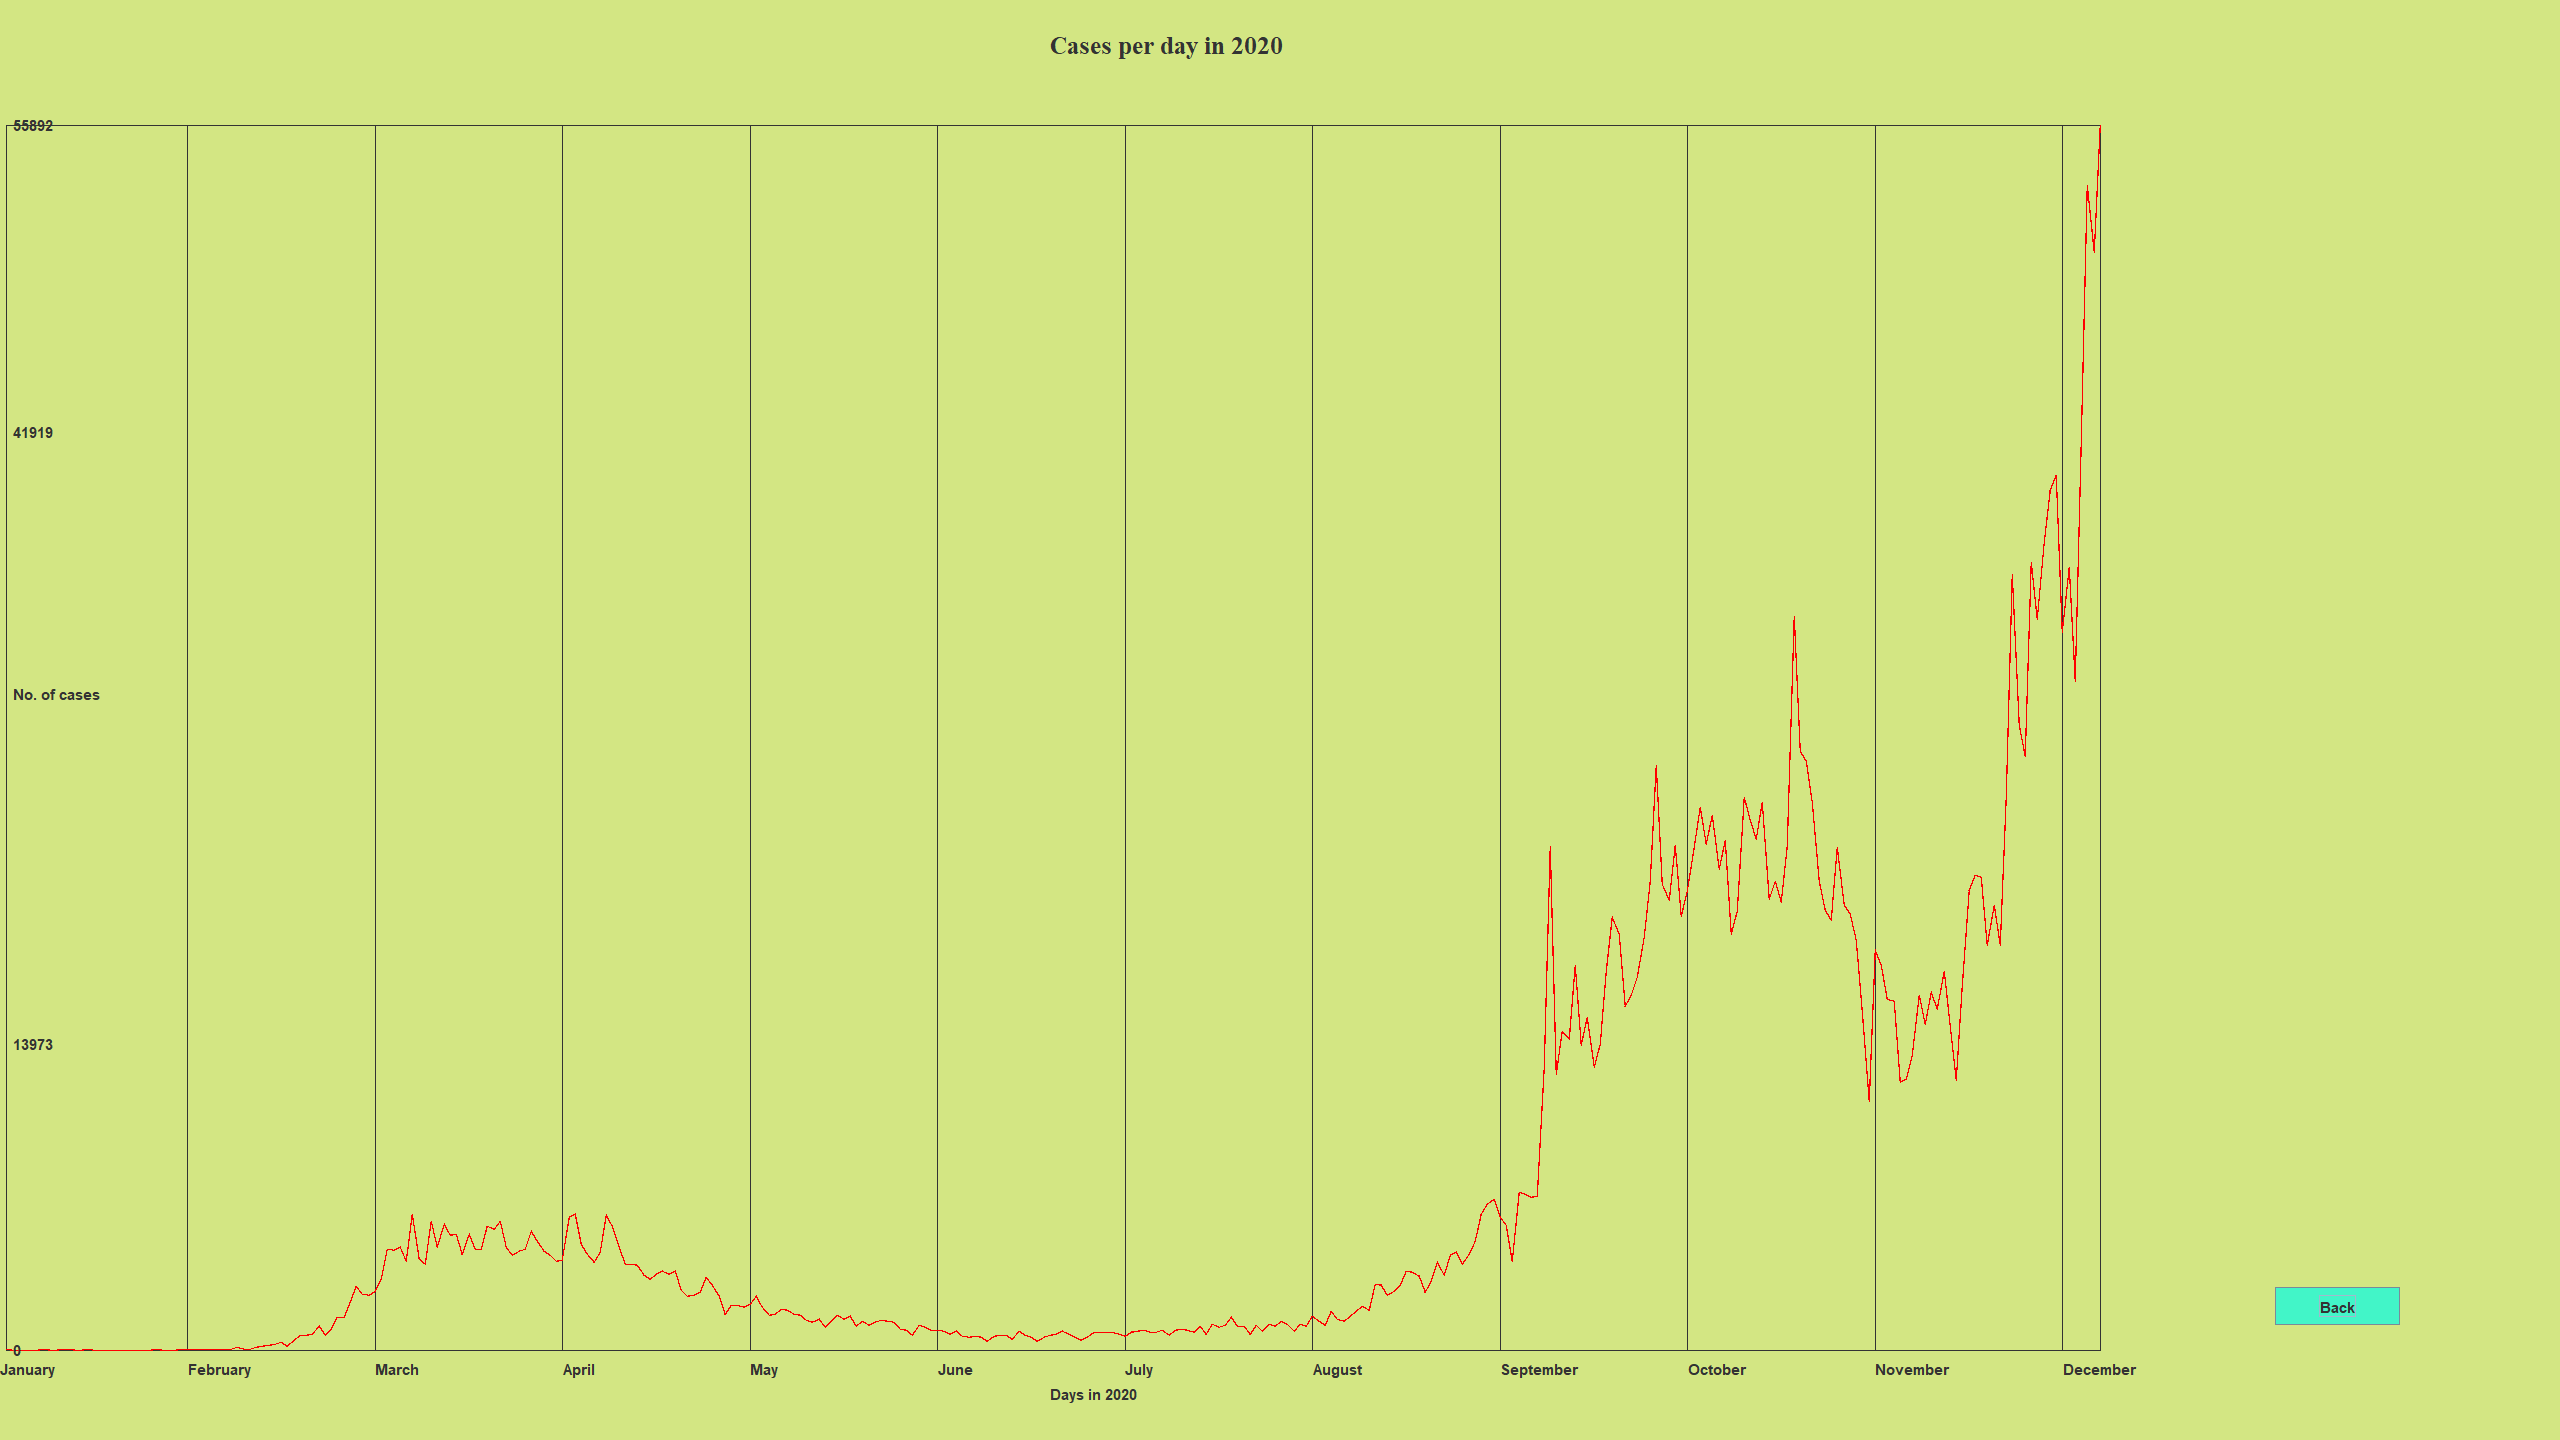 Cases per day in 2020
55892
41919
No. of cases
13973
0
Back
January February March April May June July August September October November December
Days in 2020